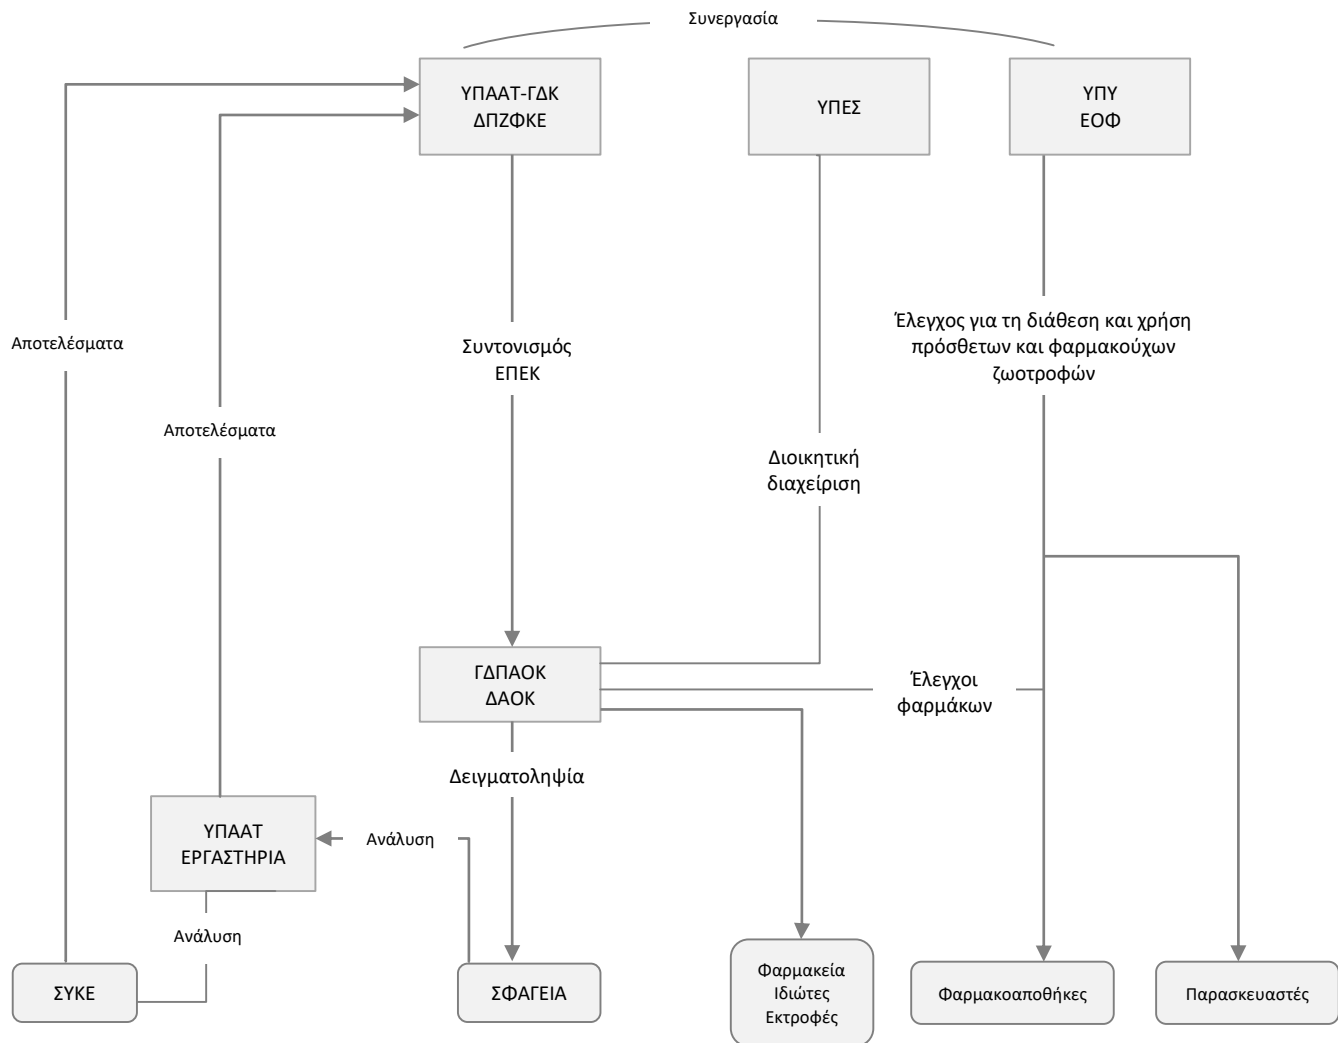 Συνεργασία
ΥΠΑΑΤ-ΓΔΚ
ΔΠΖΦΚΕ
ΥΠΕΣ
ΥΠΥ
ΕΟΦ
Αποτελέσματα
Συντονισμός
ΕΠΕΚ
Έλεγχος για τη διάθεση και χρήση
πρόσθετων και φαρμακούχων
ζωοτροφών
Αποτελέσματα
Διοικητική
διαχείριση
ΓΔΠΑΟΚ
ΔΑΟΚ
Έλεγχοι
φαρμάκων
Δειγματοληψία
ΥΠΑΑΤ
ΕΡΓΑΣΤΗΡΙΑ
Ανάλυση
Ανάλυση
ΣΥΚΕ
ΣΦΑΓΕΙΑ
Φαρμακεία
Ιδιώτες
Εκτροφές
Φαρμακοαποθήκες
Παρασκευαστές